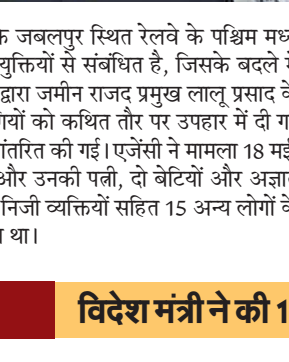 जबलपुर स्थित रेलवे के पश्चिम मध्
युक्तियों से संबंधित है, जिसके बदले मे
द्वारा जमीन राजद प्रमुख लालू प्रसाद के
यों को कथित तौर पर उपहार में दी ग
ांतरित की गई।एजेंसी ने मामला 18 मई
और उनकी पत्नी, दो बेटियों और अज्ञा
निजी व्यक्तियों सहित 15 अन्य लोगों के
था।
विदेश मंत्री ने की 1